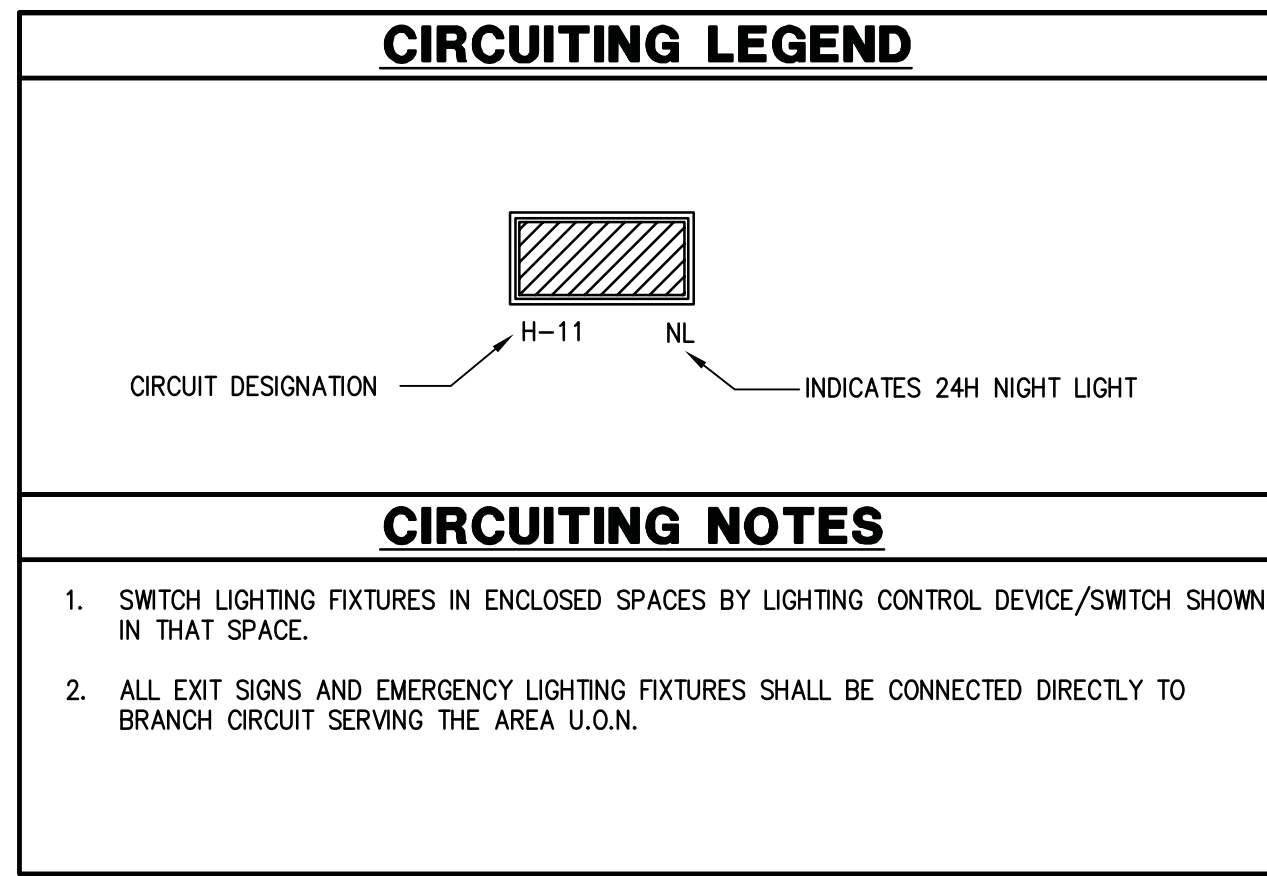 CIRCUITING LEGEND
H-11 NL
CIRCUIT DESIGNATION
INDICATES 24H NIGHT LIGHT
CIRCUITING NOTES
1. SWITCH LIGHTING FIXTURES IN ENCLOSED SPACES BY LIGHTING CONTROL DEVICE/SWITCH SHOWN
IN THAT SPACE.
2. ALL EXIT SIGNS AND EMERGENCY LIGHTING FIXTURES SHALL BE CONNECTED DIRECTLY TO
BRANCH CIRCUIT SERVING THE AREA U.O.N.